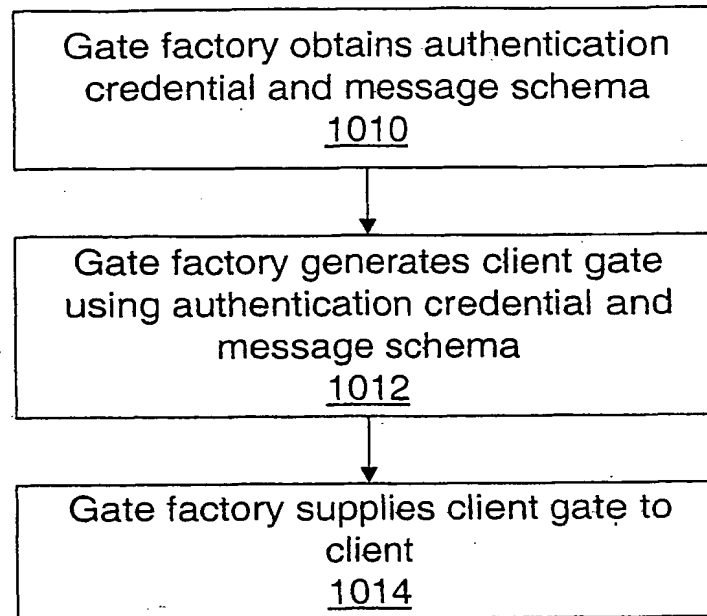 Gate factory obtains authentication
credential and message schema
1010
Gate factory generates client gate
using authentication credential and
message schema
1012
Gate factory supplies client gate to
client
1014